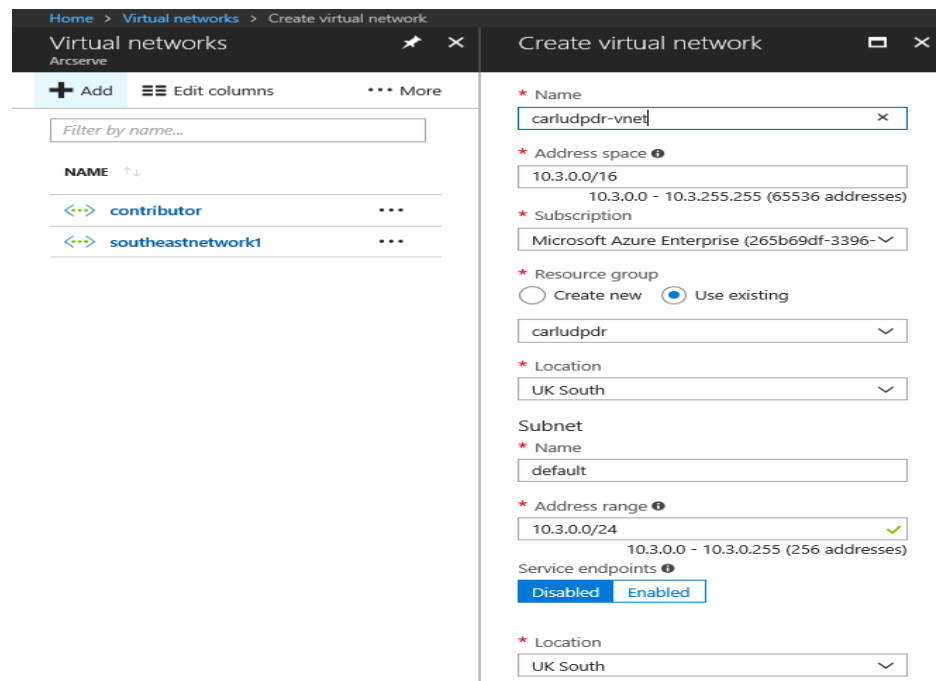 Home > Virtual networks > Create virtual network
Virtual networks
Arcserve
Add
Edit columns
More
Filter by name...
NAME
contributor
southeastnetwork1
Create virtual network
* Name
carludpdr-vnet
* Address space
10.3.0.0/16
10.3.0.0 - 10.3.255.255 (65536 addresses)
* Subscription
Microsoft Azure Enterprise (265b69df-3396-
* Resource group
Create new Use existing
carludpdr
* Location
UK South
Subnet
* Name
default
* Address range
10.3.0.0/24
10.3.0.0 - 10.3.0.255 (256 addresses)
Service endpoints
Disabled Enabled
* Location
UK South